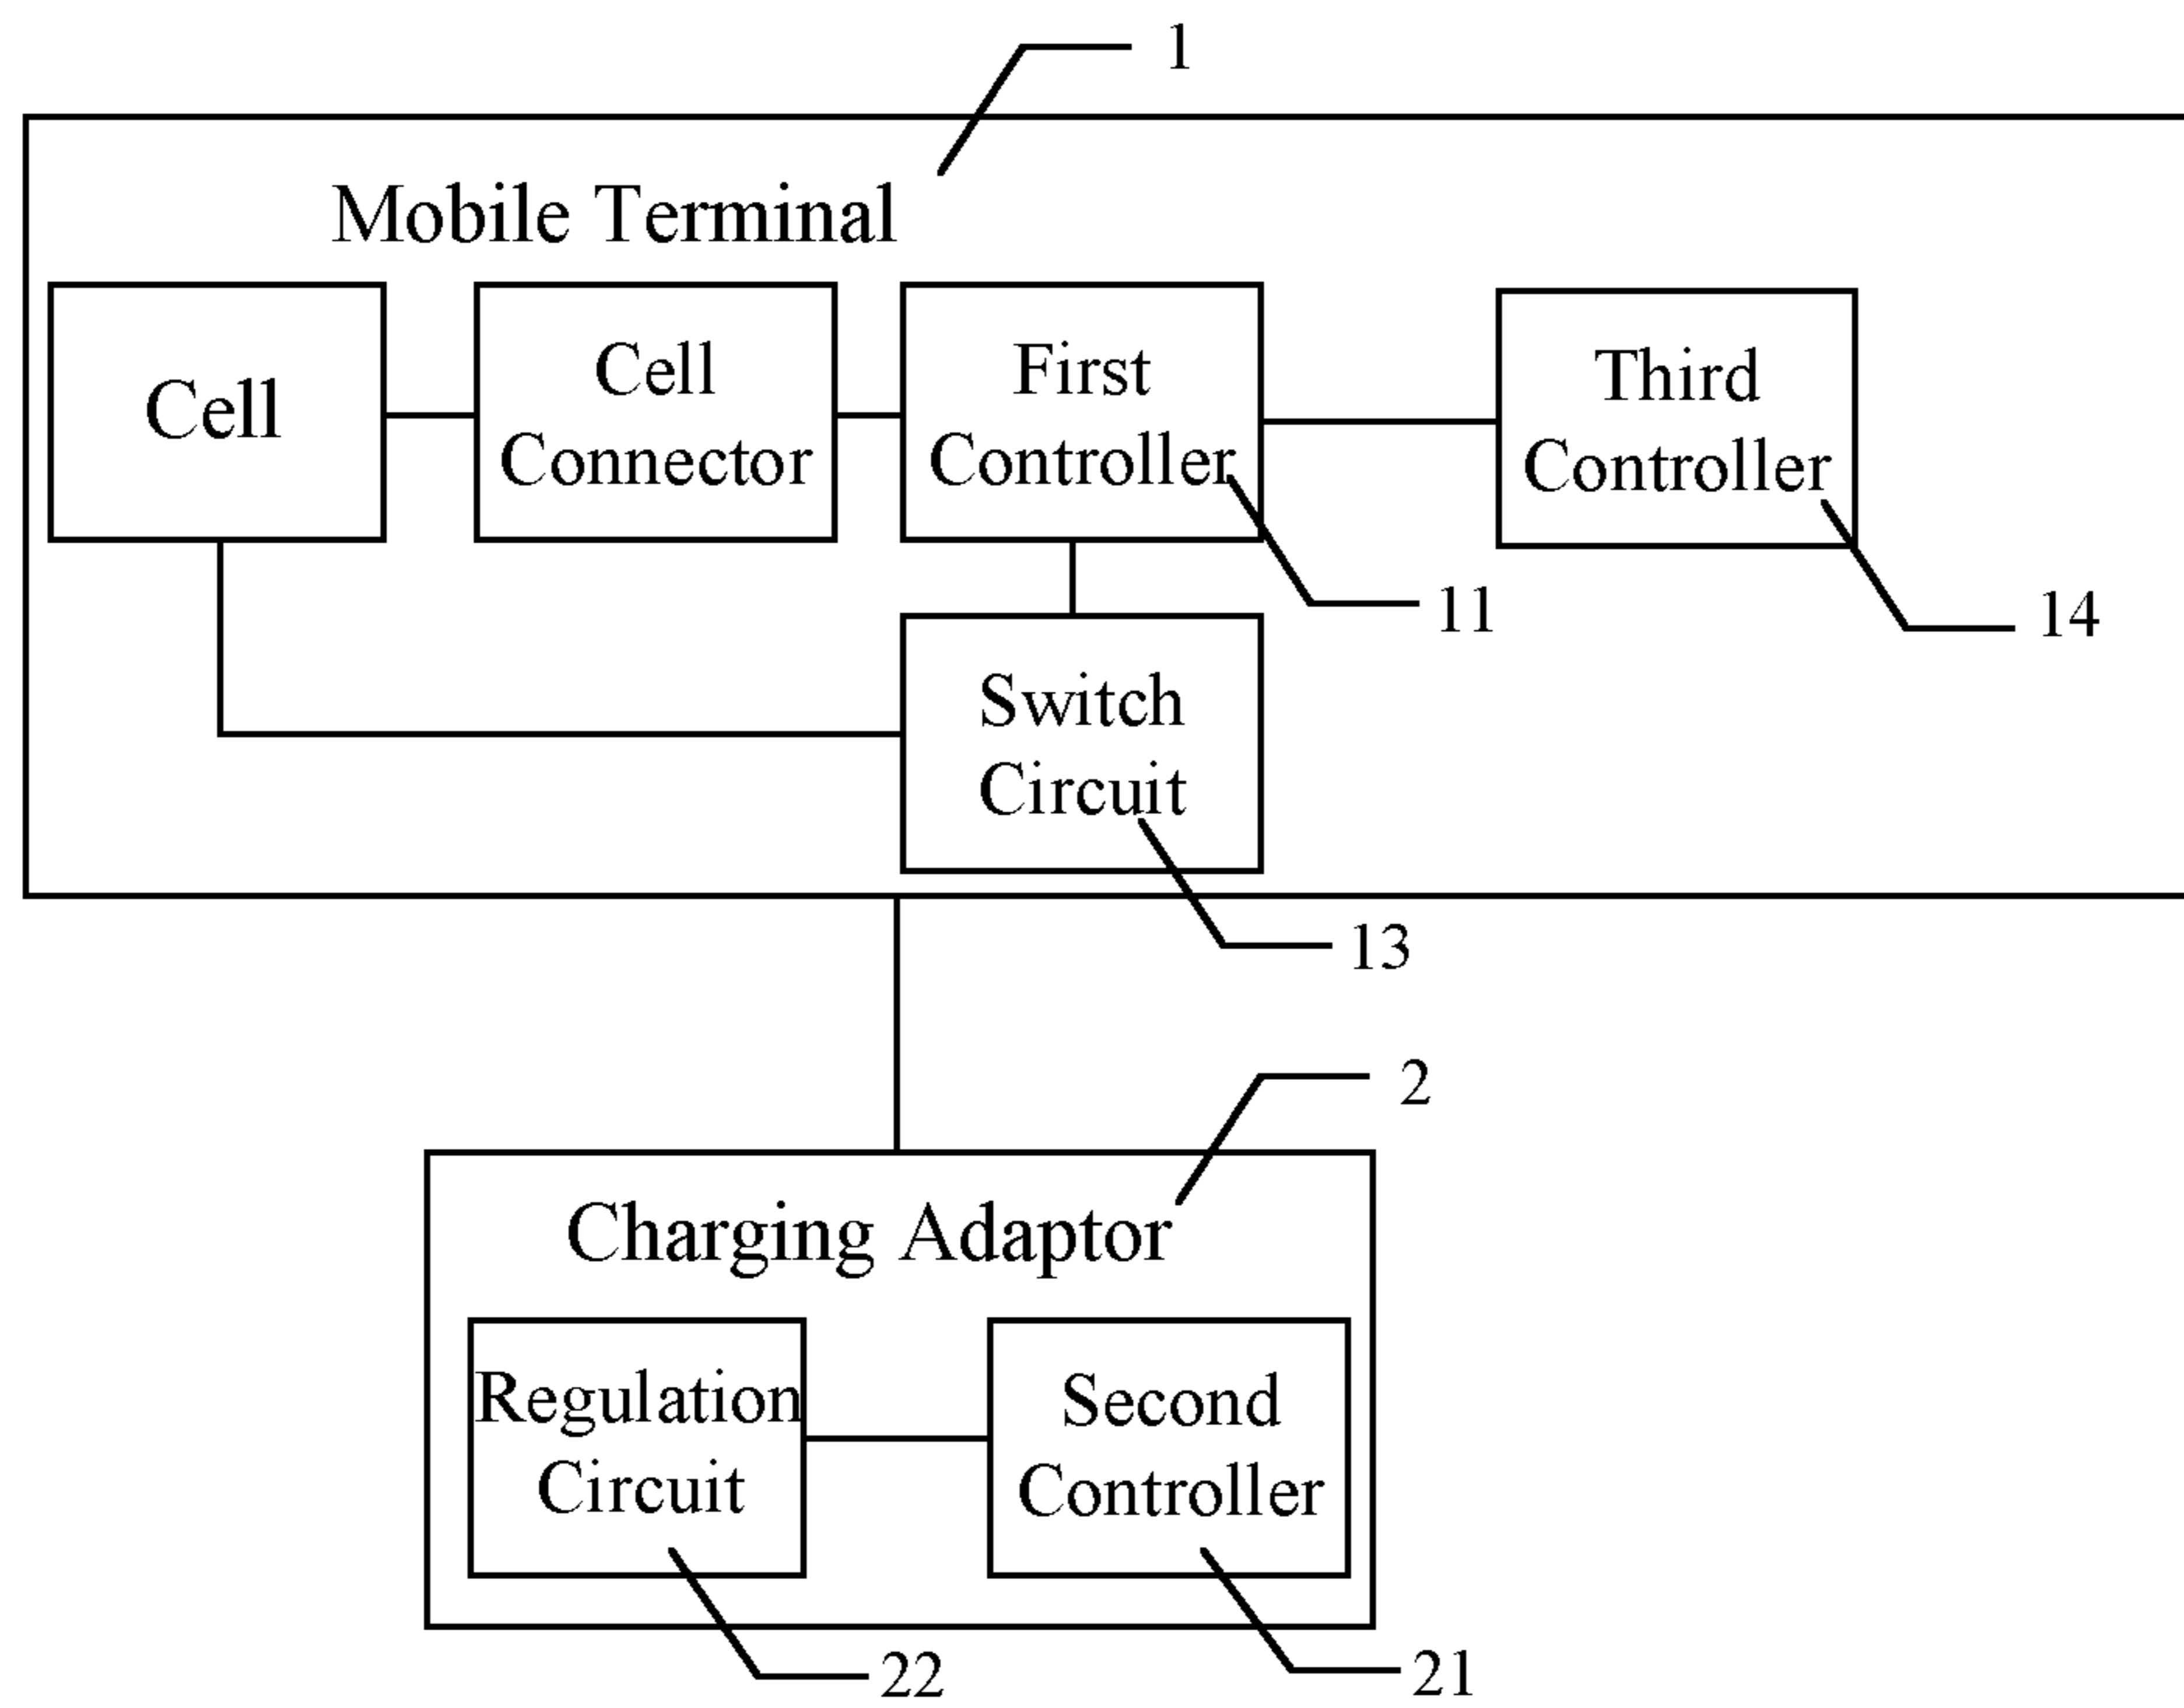 1
Mobile Terminal
Cell
Cell
Connector
First
Controller
Third
Controller
11
14
Switch
Circuit
13
2
Charging Adaptor
Regulation
Circuit
Second
Controller
22
21